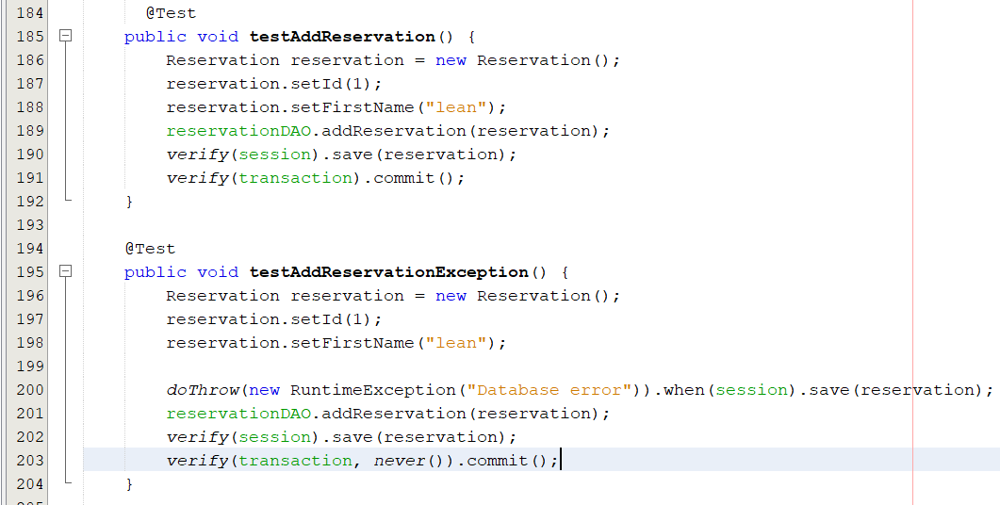 184 @Test
185 public void testAddReservation() {
186 Reservation reservation = new Reservation();
187 reservation.setId(1);
188 reservation.setFirstName("lean");
189 reservationDAO.addReservation(reservation);
190 verify(session).save(reservation);
191 verify(transaction).commit();
192 }
193
194 @Test
195 public void testAddReservationException() {
196 Reservation reservation = new Reservation();
197 reservation.setId(1);
198 reservation.setFirstName("lean");
199
200 doThrow(new RuntimeException("Database error")).when(session).save(reservation);
201 reservationDAO.addReservation(reservation);
202 verify(session).save(reservation);
203 verify(transaction, never()).commit();
204 }